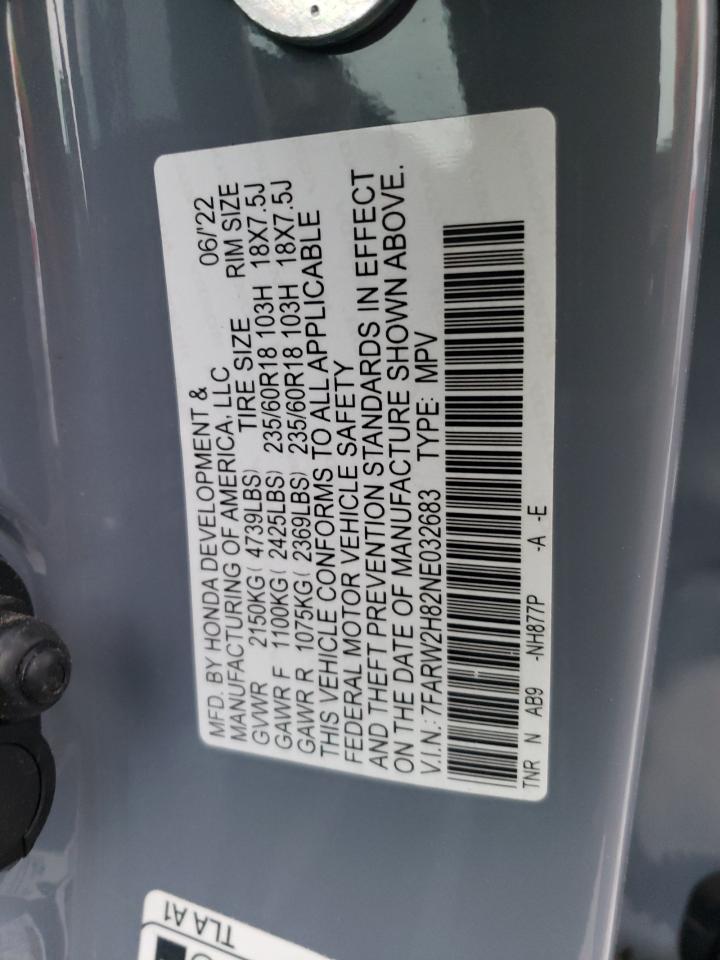 MFD. BY HONDA DEVELOPMENT & 06/'22
MANUFACTURING OF AMERICA, LLC
TIRE SIZE RIM SIZE
GVWR 2150KG( 4739LBS)
GAWR F 1100KG( 2425LBS) 235/60R18 103H 18X7.5J
GAWR R 1075KG( 2369LBS) 235/60R18 103H 18X7.5J
THIS VEHICLE CONFORMS TO ALL APPLICABLE
FEDERAL MOTOR VEHICLE SAFETY
AND THEFT PREVENTION STANDARDS IN EFFECT
ON THE DATE OF MANUFACTURE SHOWN ABOVE.
V.I.N.: 7FARW2H82NE032683 TYPE: MPV
TNR N AB9 -NH877P -A -E
TLA A1